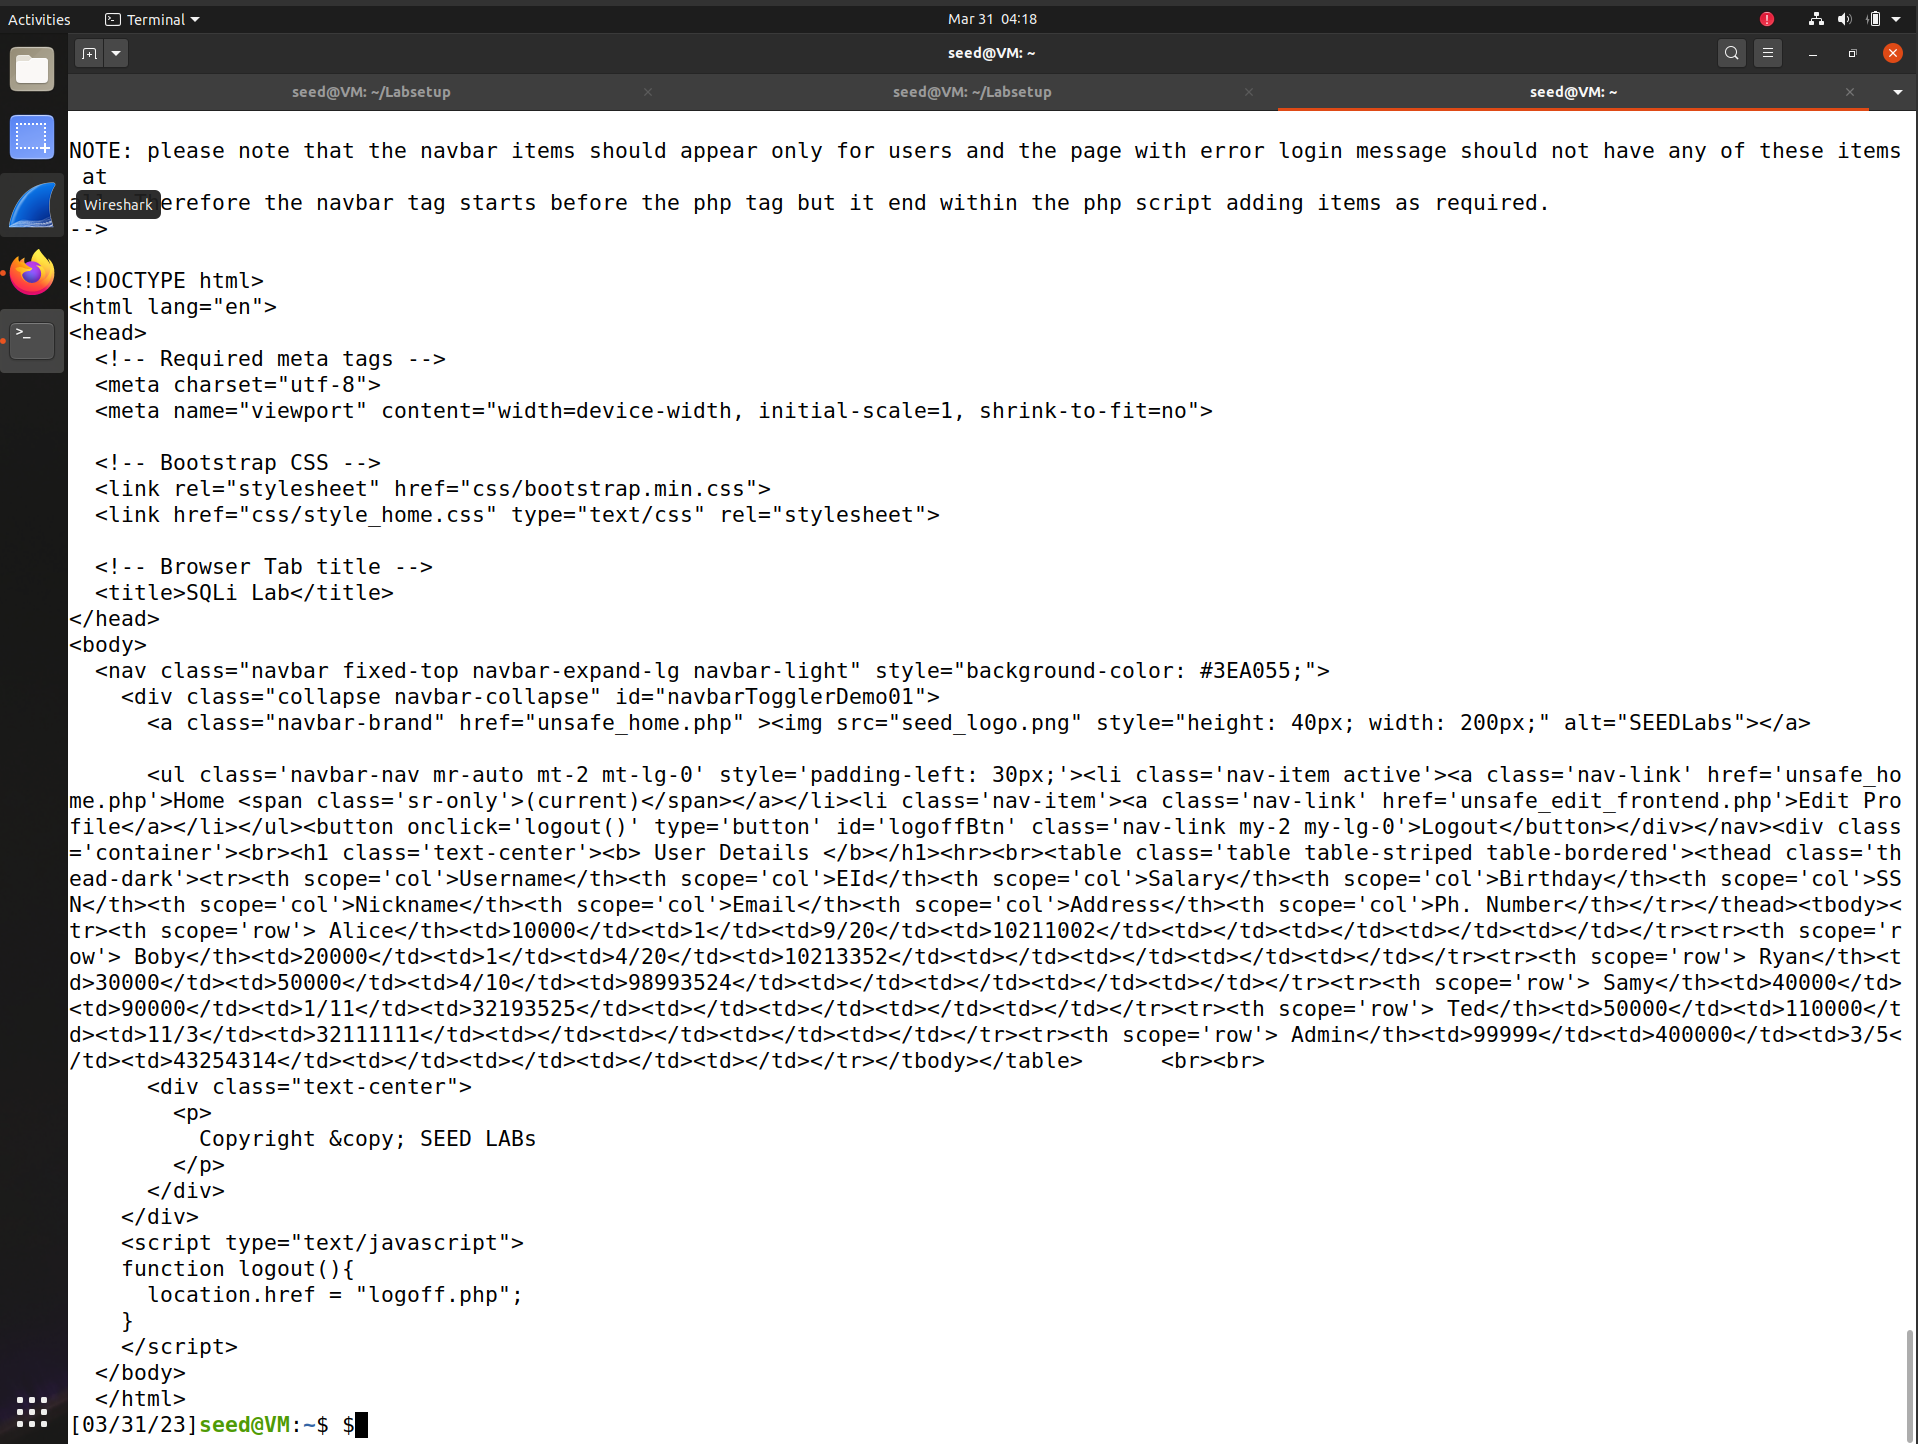 Activities
Terminal
Mar 31 04:18
seed@VM: ~
seed@VM: ~/Labsetup
seed@VM: ~/Labsetup
seed@VM: ~
NOTE: please note that the navbar items should appear only for users and the page with error login message should not have any of these items
 at
Wireshark
erefore the navbar tag starts before the php tag but it end within the php script adding items as required.
-->
<!DOCTYPE html>
<html lang="en">
<head>
  <!-- Required meta tags -->
  <meta charset="utf-8">
  <meta name="viewport" content="width=device-width, initial-scale=1, shrink-to-fit=no">
  <!-- Bootstrap CSS -->
  <link rel="stylesheet" href="css/bootstrap.min.css">
  <link href="css/style_home.css" type="text/css" rel="stylesheet">
  <!-- Browser Tab title -->
  <title>SQLi Lab</title>
</head>
<body>
  <nav class="navbar fixed-top navbar-expand-lg navbar-light" style="background-color: #3EA055;">
    <div class="collapse navbar-collapse" id="navbarTogglerDemo01">
      <a class="navbar-brand" href="unsafe_home.php" ><img src="seed_logo.png" style="height: 40px; width: 200px;" alt="SEEDLabs"></a>
      <ul class='navbar-nav mr-auto mt-2 mt-lg-0' style='padding-left: 30px;'><li class='nav-item active'><a class='nav-link' href='unsafe_ho
me.php'>Home <span class='sr-only'>(current)</span></a></li><li class='nav-item'><a class='nav-link' href='unsafe_edit_frontend.php'>Edit Pro
file</a></li></ul><button onclick='logout()' type='button' id='logoffBtn' class='nav-link my-2 my-lg-0'>Logout</button></div></nav><div class
='container'><br><h1 class='text-center'><b> User Details </b></h1><hr><br><table class='table table-striped table-bordered'><thead class='th
ead-dark'><tr><th scope='col'>Username</th><th scope='col'>EId</th><th scope='col'>Salary</th><th scope='col'>Birthday</th><th scope='col'>SS
N</th><th scope='col'>Nickname</th><th scope='col'>Email</th><th scope='col'>Address</th><th scope='col'>Ph. Number</th></tr></thead><tbody><
tr><th scope='row'> Alice</th><td>10000</td><td>1</td><td>9/20</td><td>10211002</td><td></td><td></td><td></td><td></td></tr><tr><th scope='r
ow'> Boby</th><td>20000</td><td>1</td><td>4/20</td><td>10213352</td><td></td><td></td><td></td><td></td></tr><tr><th scope='row'> Ryan</th><t
d>30000</td><td>50000</td><td>4/10</td><td>98993524</td><td></td><td></td><td></td><td></td></tr><tr><th scope='row'> Samy</th><td>40000</td>
<td>90000</td><td>1/11</td><td>32193525</td><td></td><td></td><td></td><td></td></tr><tr><th scope='row'> Ted</th><td>50000</td><td>110000</t
d><td>11/3</td><td>32111111</td><td></td><td></td><td></td><td></td></tr><tr><th scope='row'> Admin</th><td>99999</td><td>400000</td><td>3/5<
/td><td>43254314</td><td></td><td></td><td></td><td></td></tr></tbody></table>      <br><br>
      <div class="text-center">
        <p>
          Copyright &copy; SEED LABs
        </p>
      </div>
    </div>
    <script type="text/javascript">
    function logout(){
      location.href = "logoff.php";
    }
    </script>
  </body>
  </html>
[03/31/23]seed@VM:~$ $